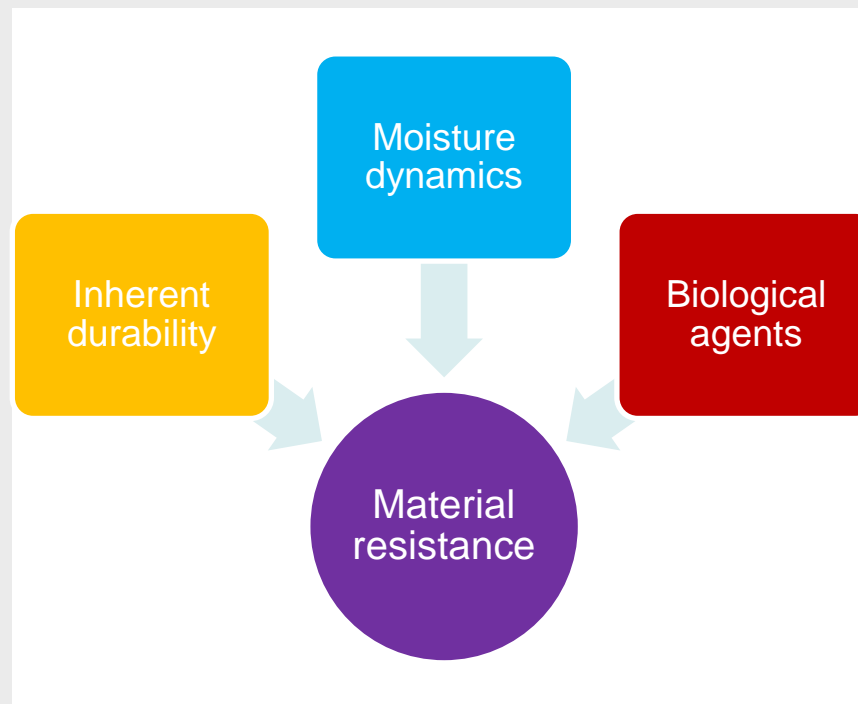 Moisture
dynamics
Inherent
durability
Biological
agents
Material
resistance